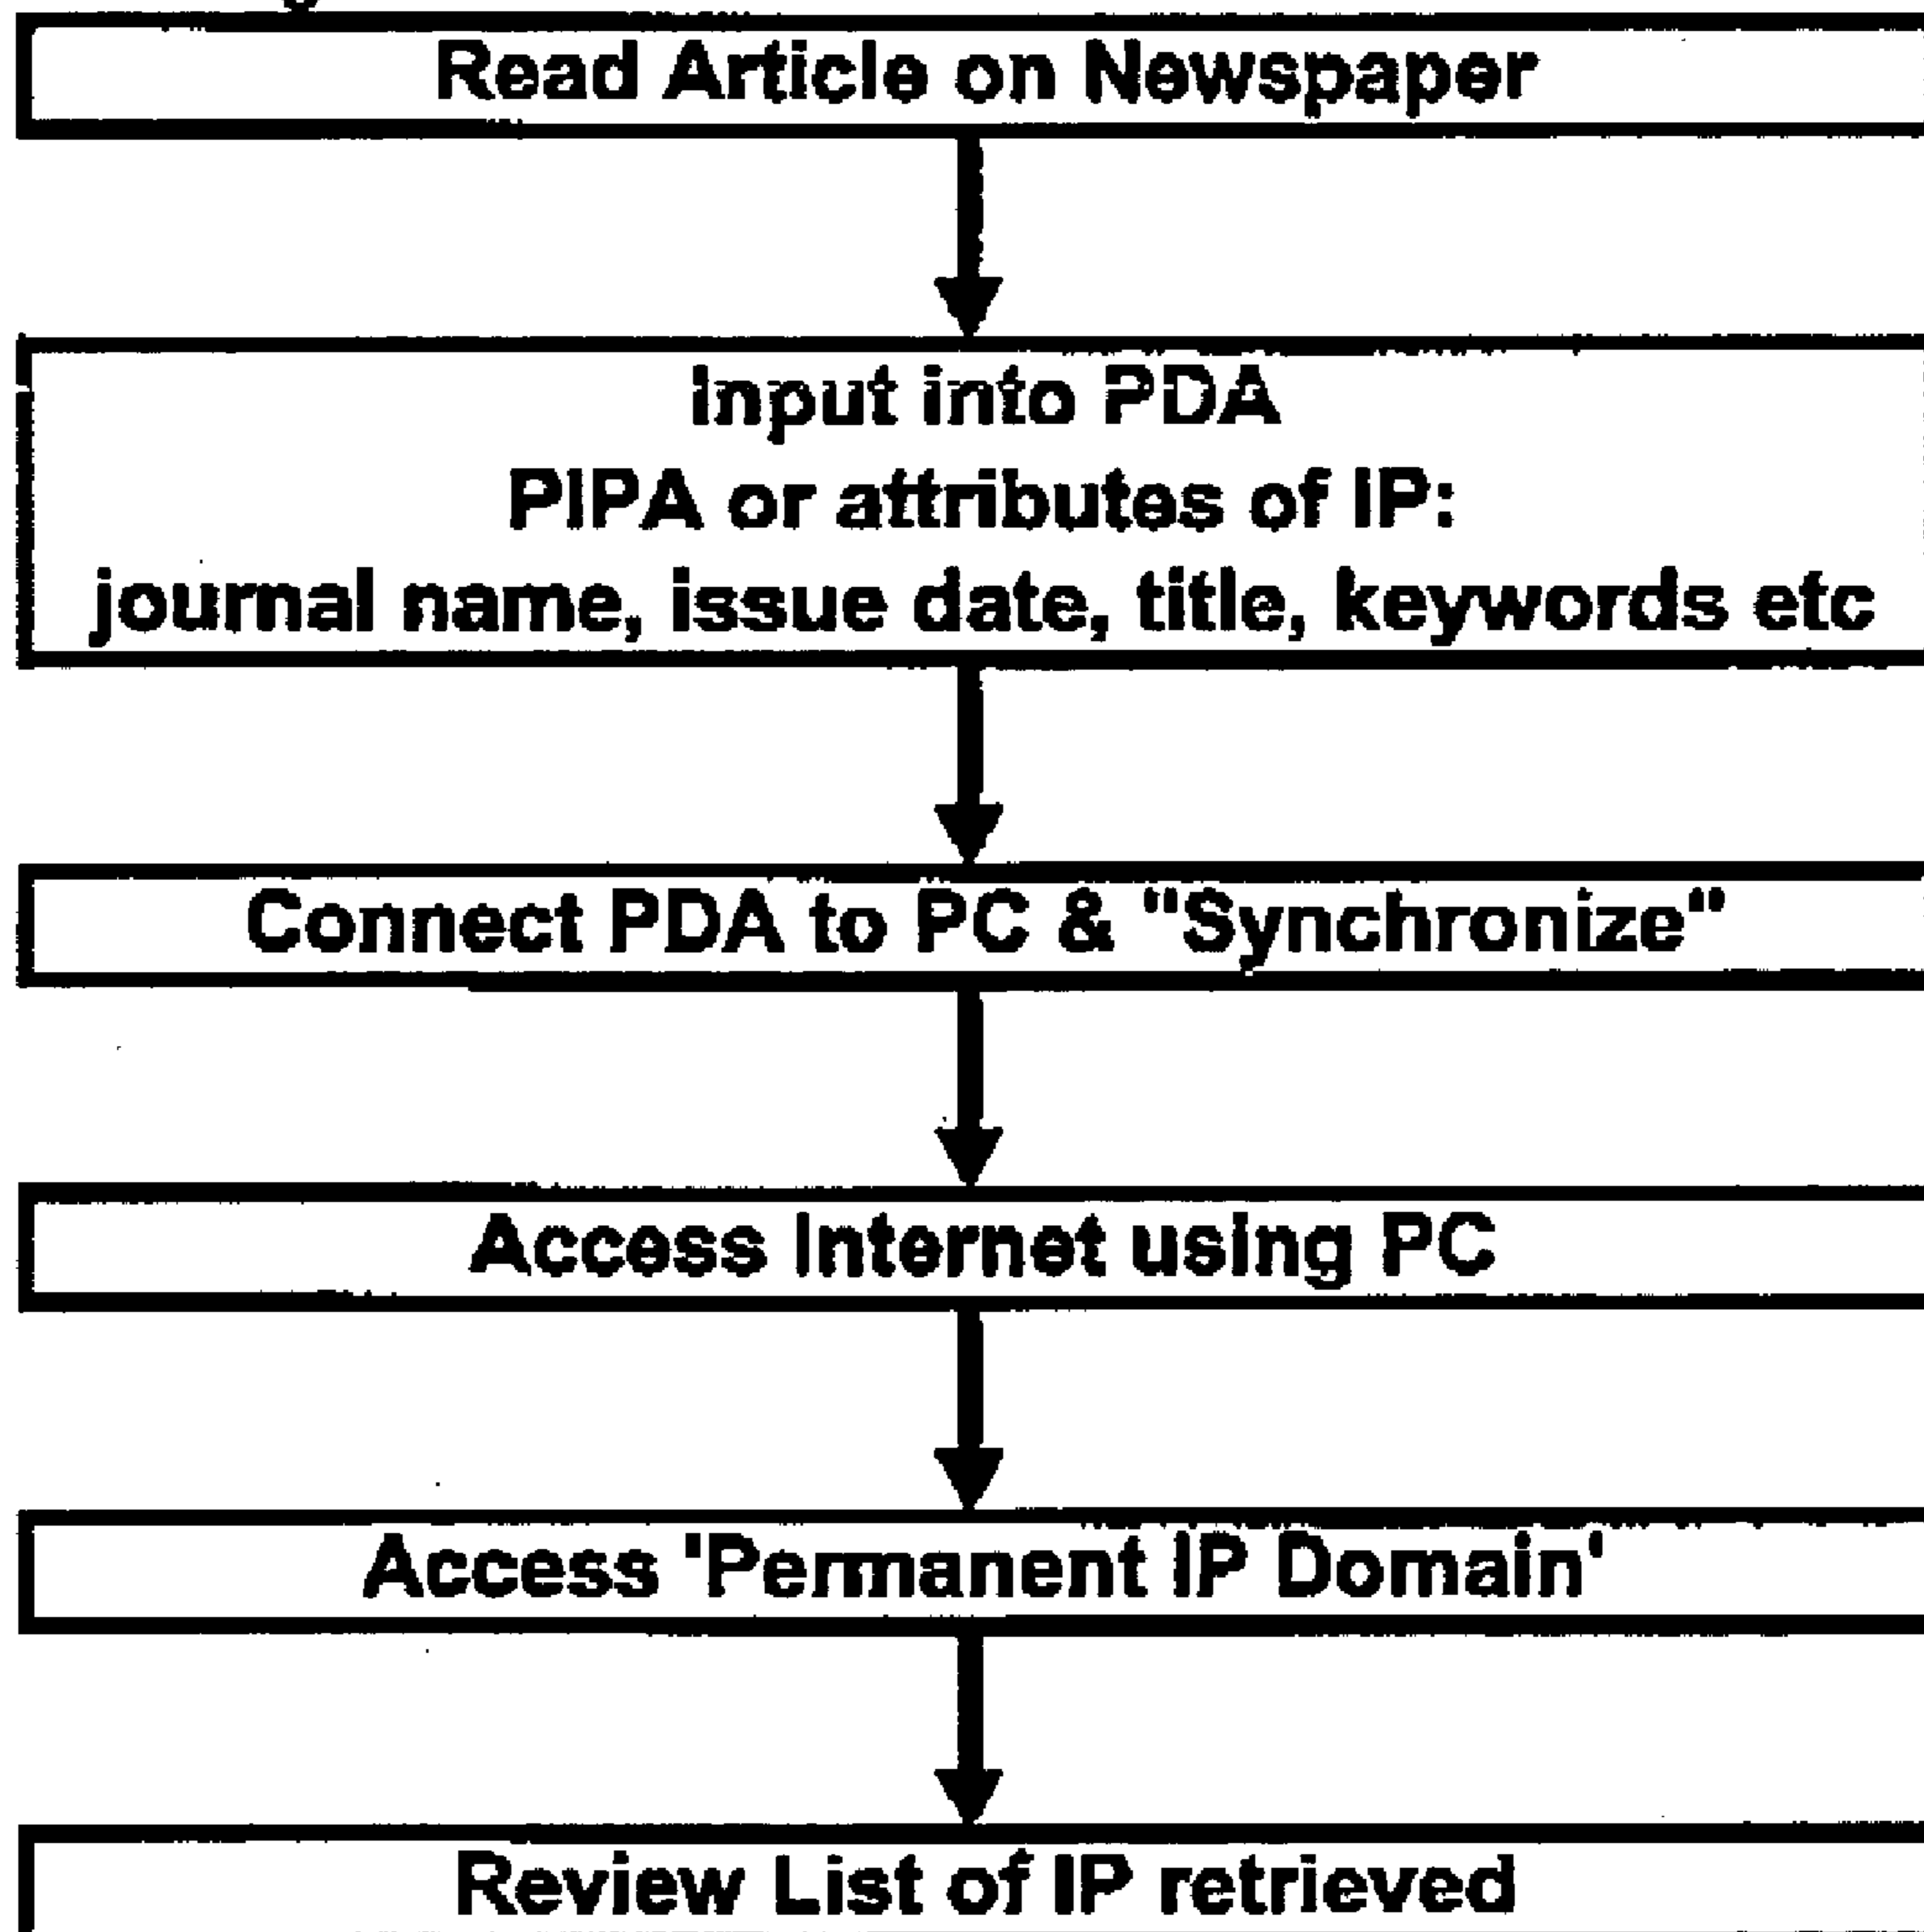 Read Article on Newspaper
Input into PDA
PIPA or attributes of IP:
journal name, issue date, title, keywords etc
Connect PDA to PC & "Synchronize"
Access Internet using PC
Access 'Permanent IP Domain'
Review List of IP retrieved